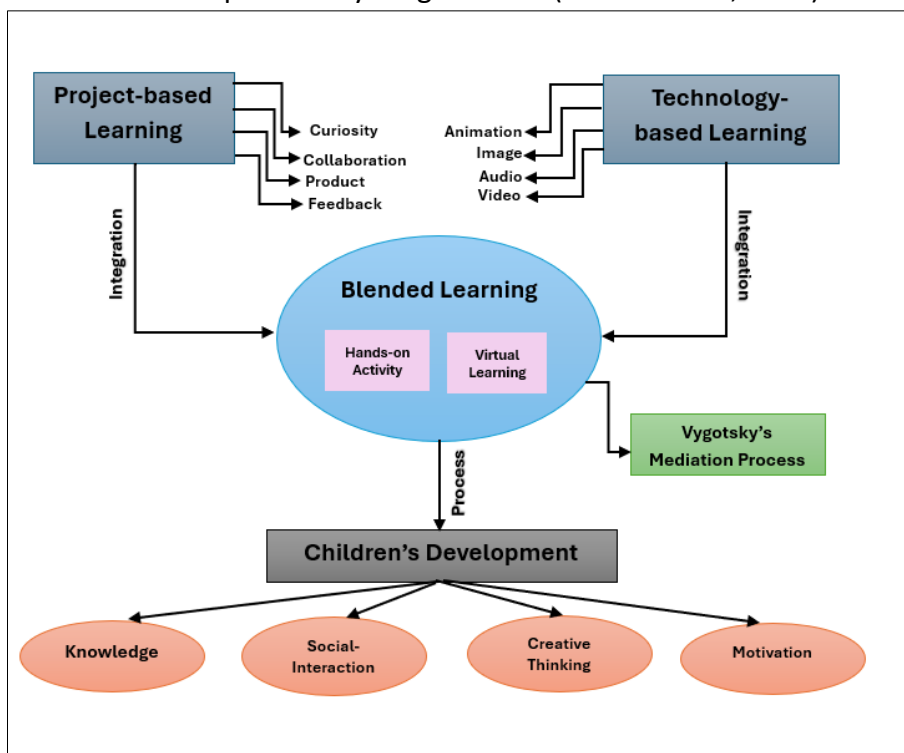 Project-based
Learning
Technology-
based Learning
Curiosity
Collaboration
Product
Feedback
Animation
Image
Audio
Video
Integration
Integration
Blended Learning
Hands-on
Activity
Virtual
Learning
Vygotsky's
Mediation Process
Process
Children's Development
Knowledge
Social-
Interaction
Creative
Thinking
Motivation